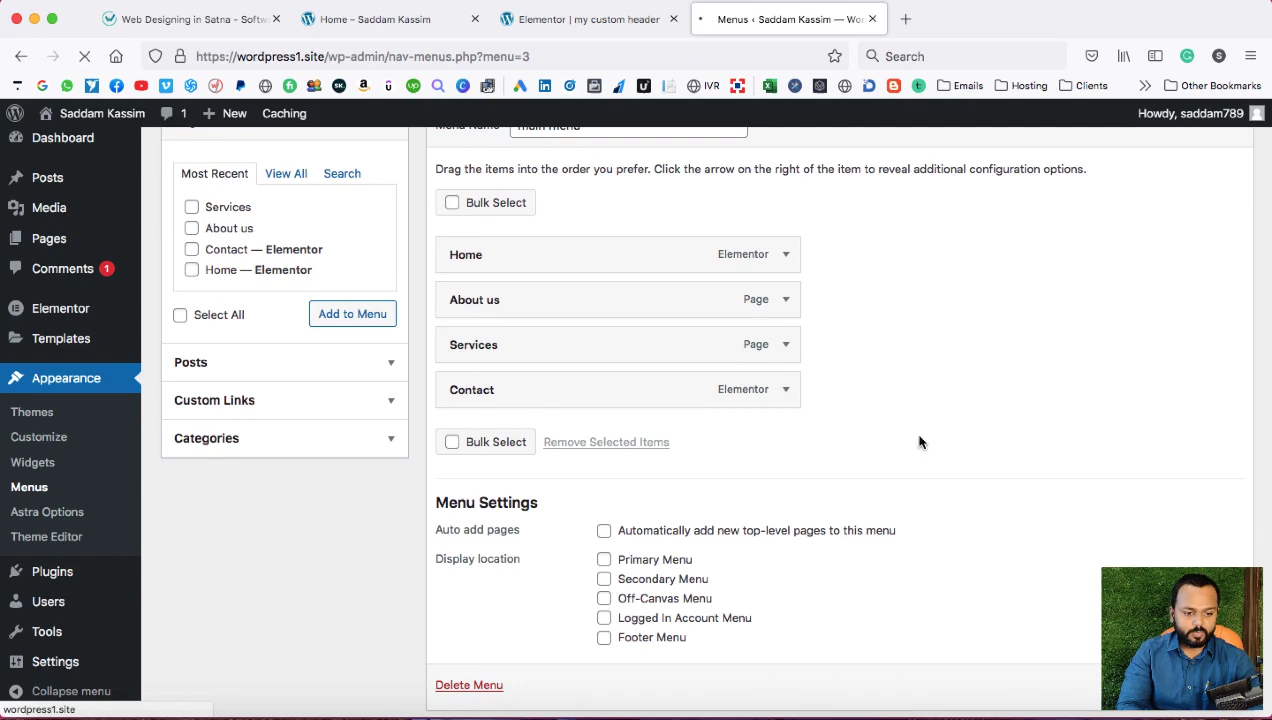 Web Designing in Satna - Softw
Home – Saddam Kassim
Elementor | my custom header
Menus ‹ Saddam Kassim — Wor
https://wordpress1.site/wp-admin/nav-menus.php?menu=3
Search
IVR
Emails
Hosting
Clients
Other Bookmarks
Saddam Kassim
1
New
Caching
Howdy, saddam789
Dashboard
Posts
Media
Pages
Comments 1
Elementor
Templates
Appearance
Themes
Customize
Widgets
Menus
Astra Options
Theme Editor
Plugins
Users
Tools
Settings
Collapse menu
wordpress1.site
Most Recent
View All
Search
Services
About us
Contact — Elementor
Home — Elementor
Select All
Add to Menu
Posts
Custom Links
Categories
Menu Name
main menu
Drag the items into the order you prefer. Click the arrow on the right of the item to reveal additional configuration options.
Bulk Select
Home Elementor
About us Page
Services Page
Contact Elementor
Bulk Select
Remove Selected Items
Menu Settings
Auto add pages
Automatically add new top-level pages to this menu
Display location
Primary Menu
Secondary Menu
Off-Canvas Menu
Logged In Account Menu
Footer Menu
Delete Menu